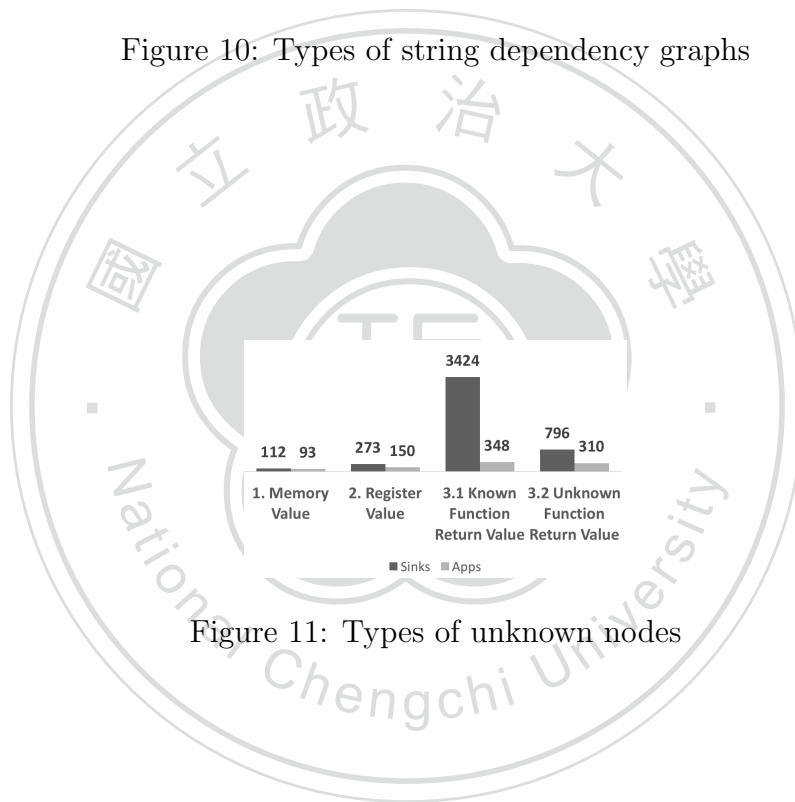 Figure 10: Types of string dependency graphs
國立政治大學
3424
796
348
310
273
150
112
93
1. Memory Value
2. Register Value
3.1 Known Function Return Value
3.2 Unknown Function Return Value
Sinks
Apps
Figure 11: Types of unknown nodes
National Chengchi University